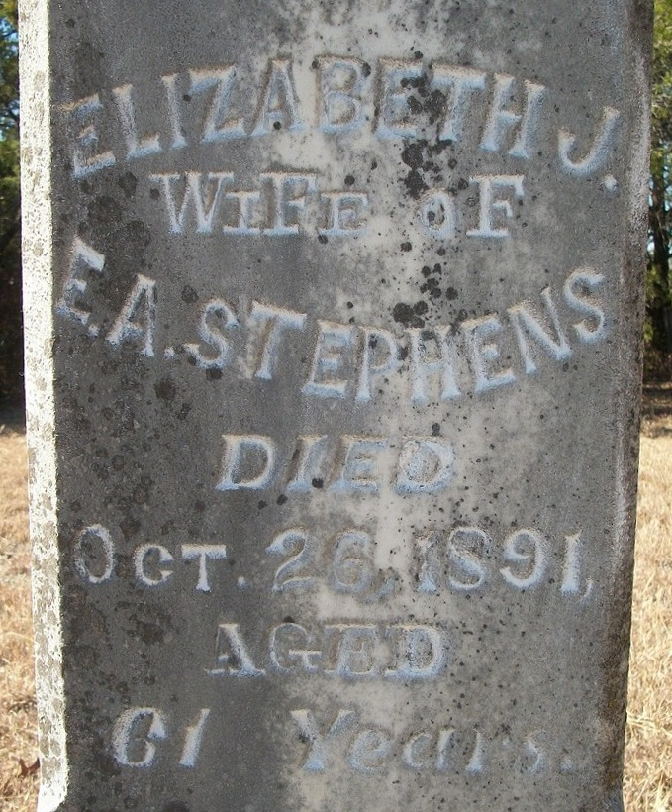 ELIZABETH J.
WIFE OF
E.A. STEPHENS
DIED
OCT. 26, 1891,
AGED
61 Years.